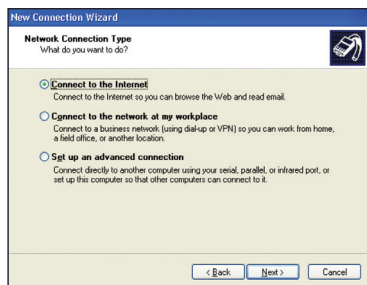 New Connection Wizard
Network Connection Type
What do you want to do?
Connect to the Internet
Connect to the Internet so you can browse the Web and read email.
Connect to the network at my workplace
Connect to a business network (using dial-up or VPN) so you can work from home,
a field office, or another location.
Set up an advanced connection
Connect directly to another computer using your serial, parallel, or infrared port, or
set up this computer so that other computers can connect to it.
< Back Next > Cancel